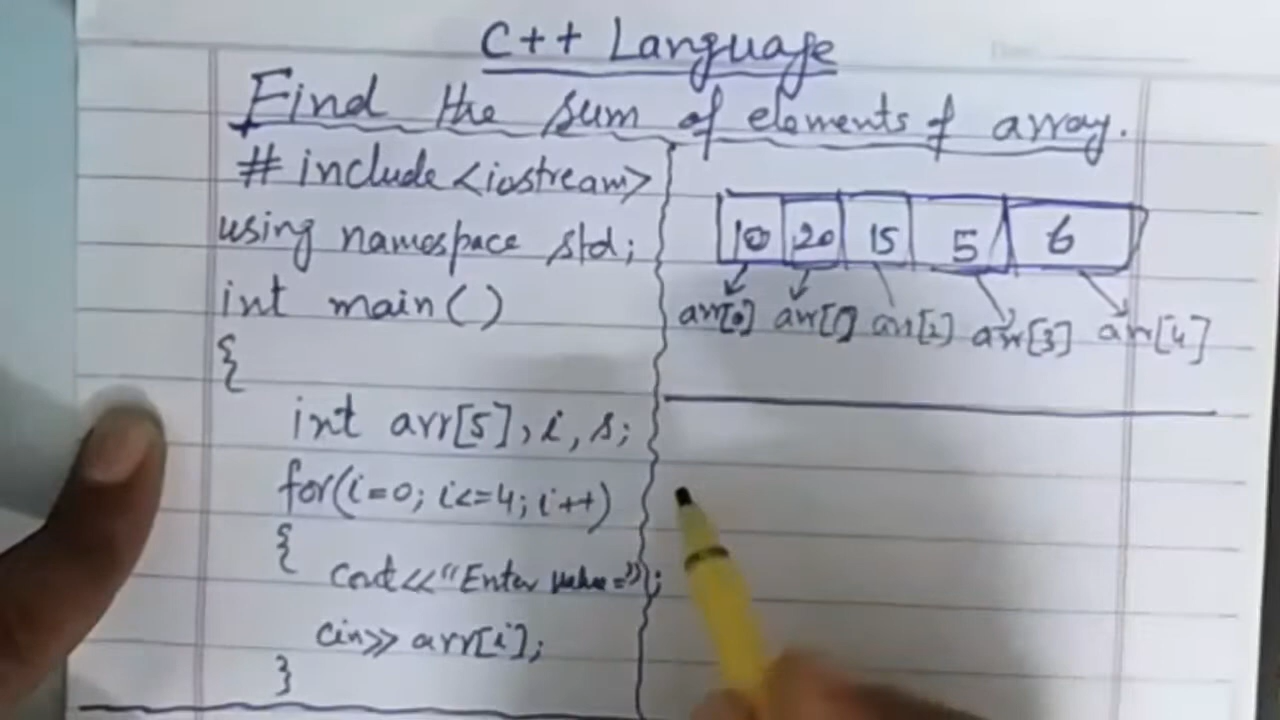 C++ Language
Find the sum of elements of array.
# include <iostream>
using namespace std;
int main()
{
int arr[5], i, s;
for(i=0; i<=4; i++)
{
cout<<"Enter value=");
cin>> arr[i];
}
10 20 15 5 6
arr[0] arr[1] arr[2] arr[3] arr[4]